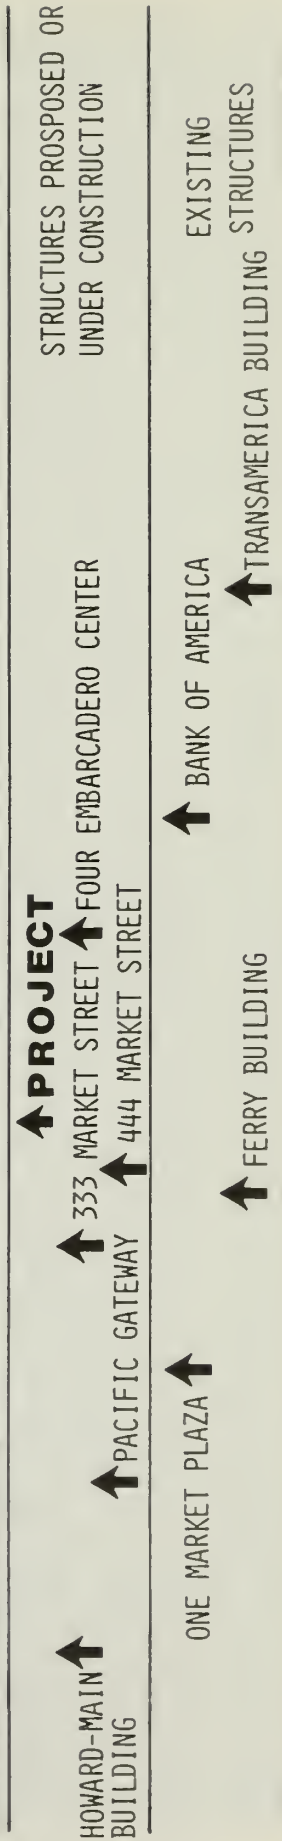 STRUCTURES PROSPOSED OR
UNDER CONSTRUCTION
PROJECT
333 MARKET STREET
FOUR EMBARCADERO CENTER
444 MARKET STREET
PACIFIC GATEWAY
HOWARD-MAIN
BUILDING
EXISTING
STRUCTURES
BANK OF AMERICA
TRANSAMERICA BUILDING
ONE MARKET PLAZA
FERRY BUILDING